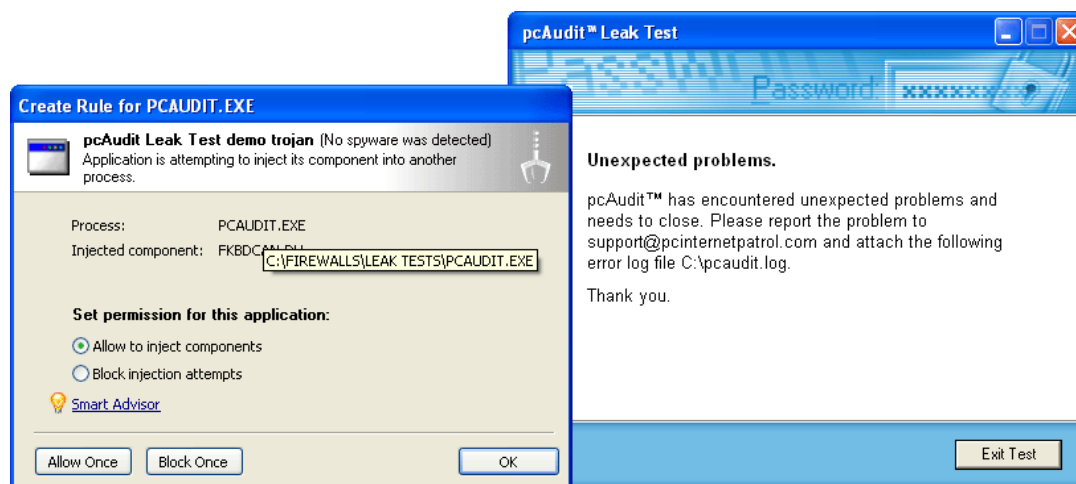 Create Rule for PCAUDIT.EXE
pcAudit Leak Test demo trojan (No spyware was detected)
Application is attempting to inject its component into another
process.
Process: PCAUDIT.EXE
Injected component:
C:\FIREWALLS\LEAK TESTS\PCAUDIT.EXE
Set permission for this application:
Allow to inject components
Block injection attempts
Smart Advisor
Allow Once Block Once OK
pcAudit™ Leak Test
Password: xxxxxx
Unexpected problems.
pcAudit™ has encountered unexpected problems and
needs to close. Please report the problem to
support@pcinternetpatrol.com and attach the following
error log file C:\pcaudit.log.
Thank you.
Exit Test